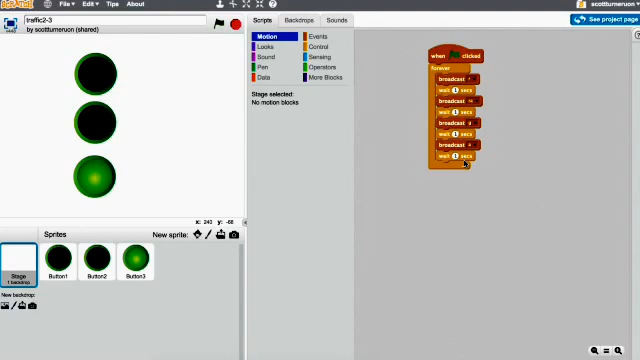 SCRATCH
File Edit Tips About
scottturneruon
traffic2-3
by scottturneruon (shared)
v448
Scripts Backdrops Sounds
See project page
Motion Events
Looks Control
Sound Sensing
Pen Operators
Data More Blocks
Stage selected:
No motion blocks
when clicked
forever
broadcast r
wait 1 secs
broadcast
wait 1 secs
broadcast g
wait 1 secs
broadcast a
wait 1 secs
x: 240 y: -68
Sprites New sprite:
Stage
1 backdrop
Button1 Button2 Button3
New backdrop: